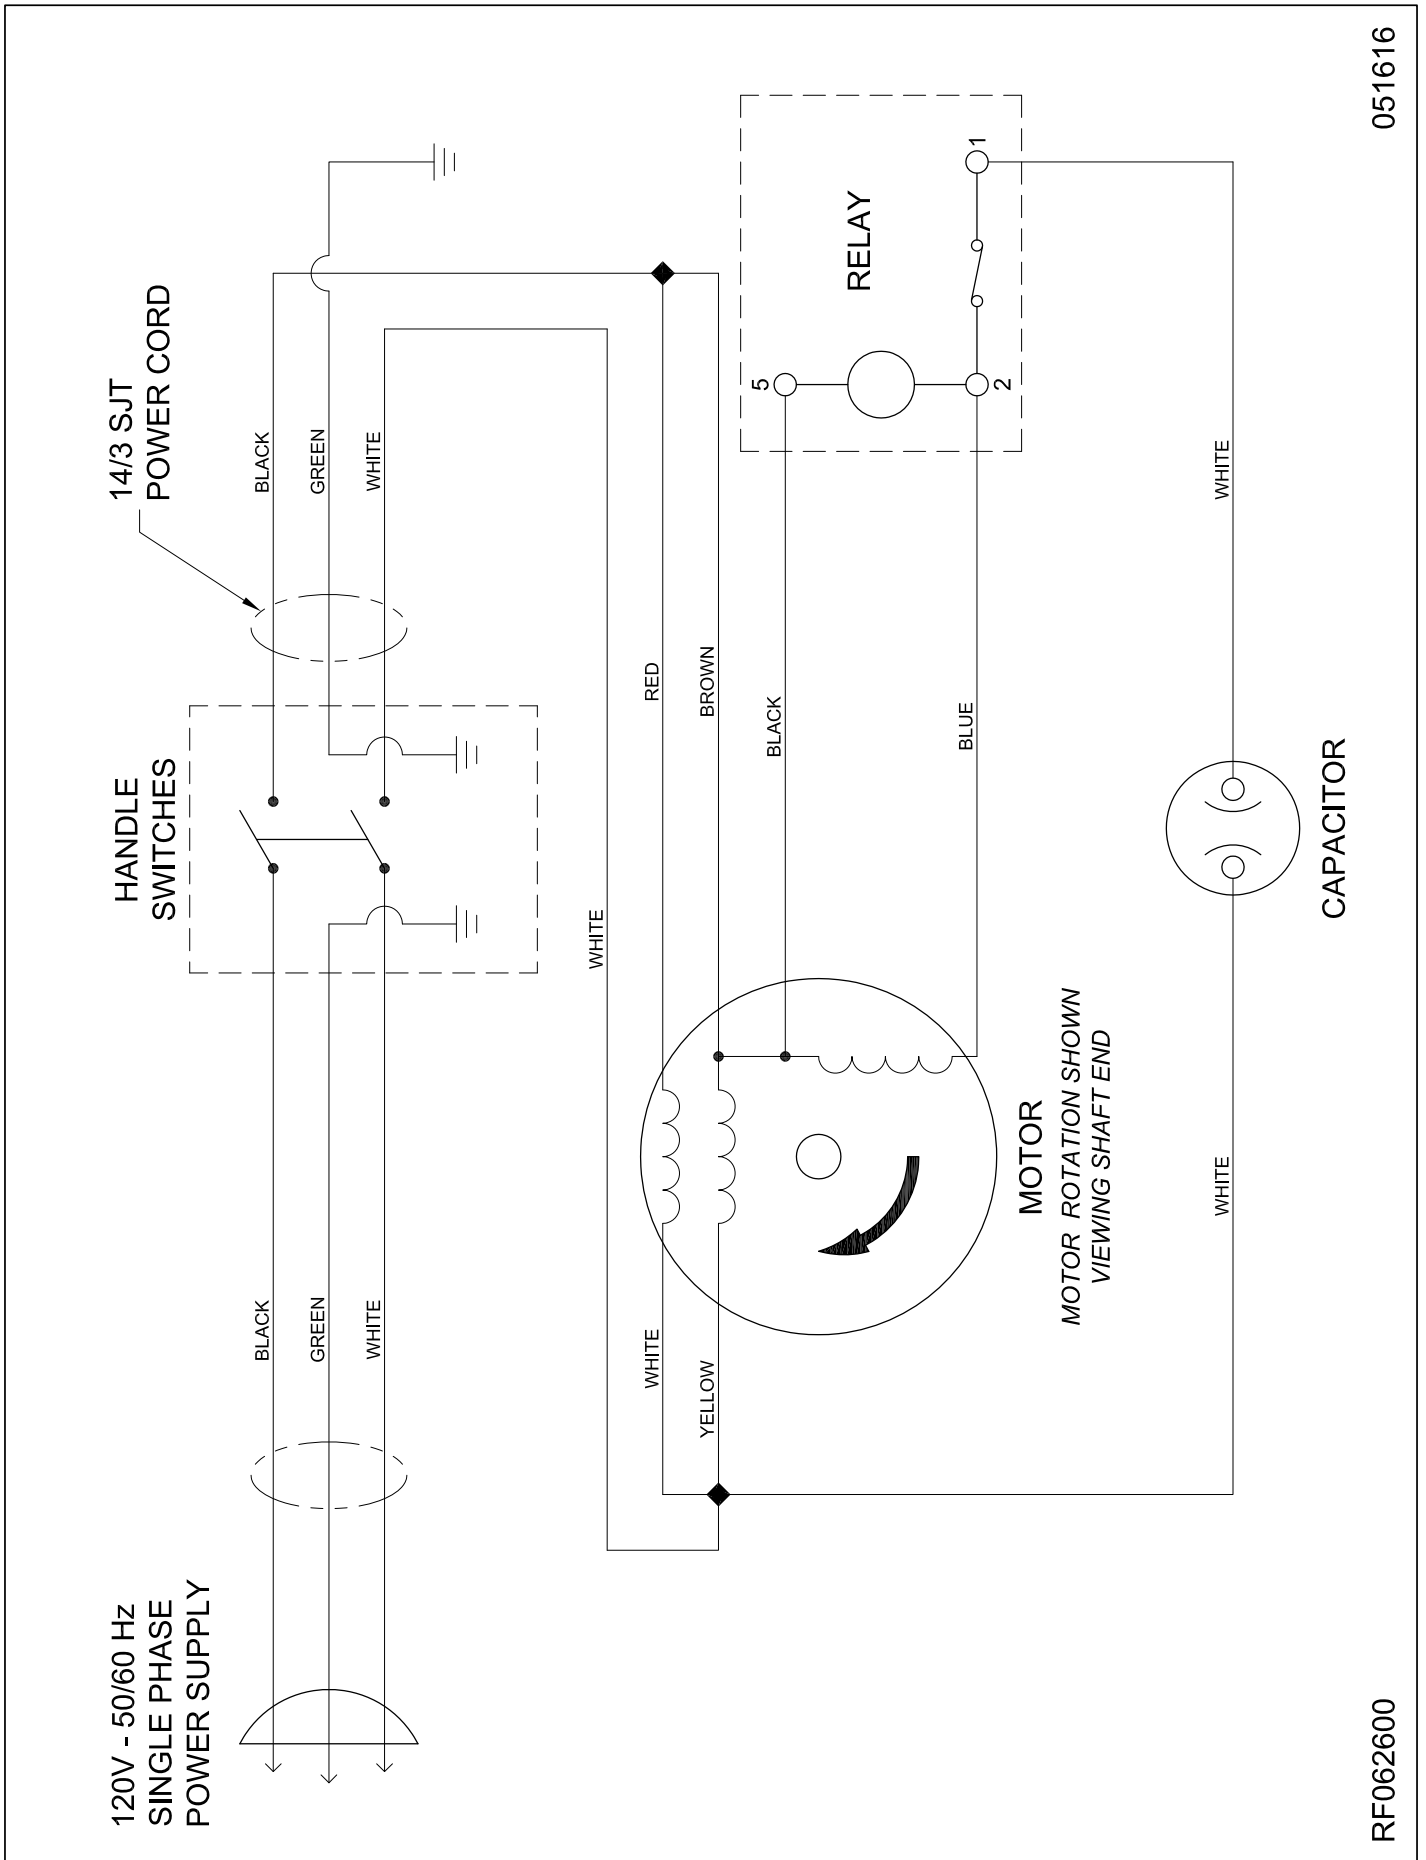 120V - 50/60 Hz
SINGLE PHASE
POWER SUPPLY
HANDLE
SWITCHES
14/3 SJT
POWER CORD
BLACK
GREEN
WHITE
BLACK
GREEN
WHITE
WHITE
RED
BROWN
WHITE
YELLOW
BLACK
BLUE
RELAY
5
2
1
MOTOR
MOTOR ROTATION SHOWN
VIEWING SHAFT END
WHITE
WHITE
CAPACITOR
RF062600
051616